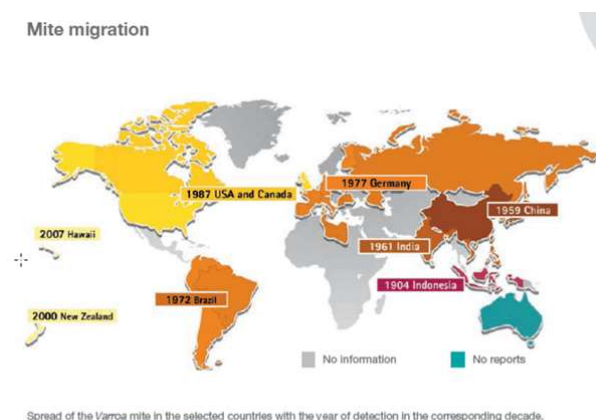 Mite migration
1987 USA and Canada
1977 Germany
1959 China
2007 Hawaii
1961 India
1904 Indonesia
1972 Brazil
2000 New Zealand
No information
No reports
Spread of the Varroa mite in the selected countries with the year of detection in the corresponding decade.